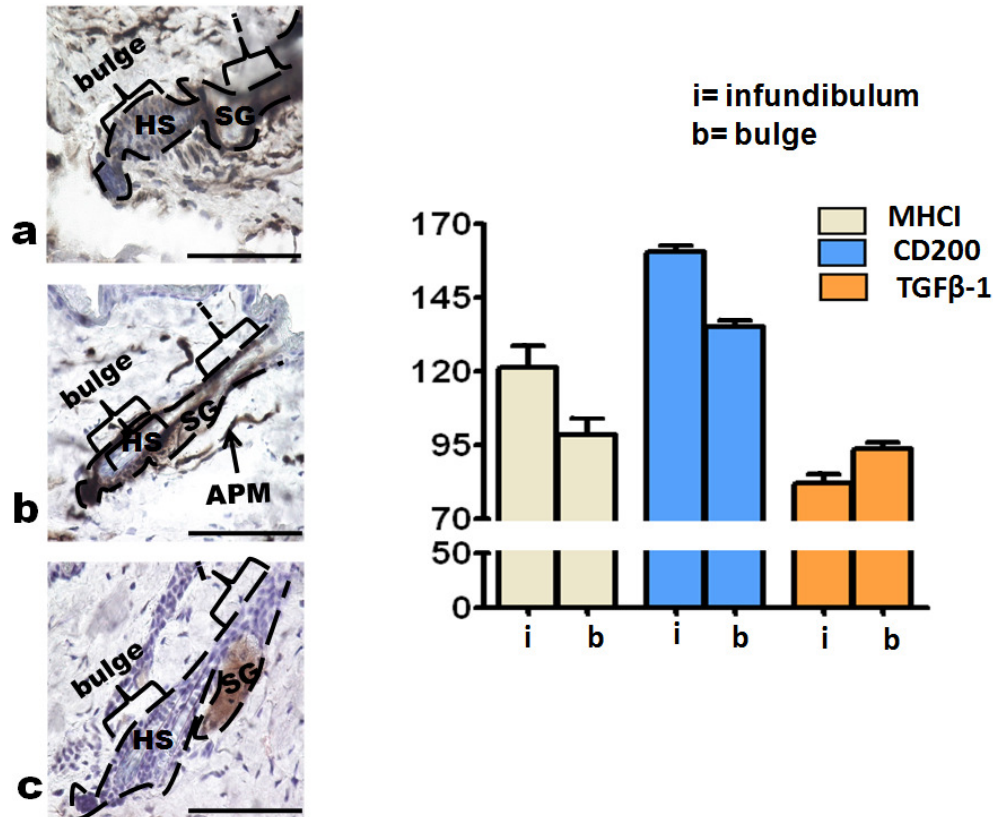 a
bulge
HS
SG
i
b
bulge
HS
SG
i
APM
c
bulge
HS
SG
i
i= infundibulum
b= bulge
MHCI
CD200
TGFβ-1
170
145
120
95
70
50
0
i b i b i b